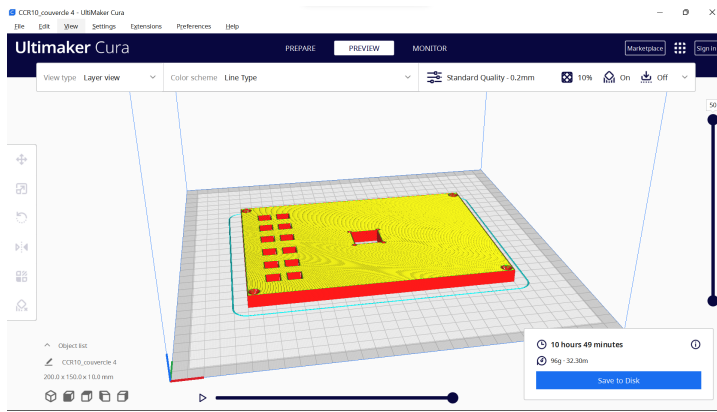 CCR10_couvercle 4 - UltiMaker Cura
File Edit View Settings Extensions Preferences Help
Ultimaker Cura PREPARE PREVIEW MONITOR Marketplace Sign in
View type Layer view Color scheme Line Type Standard Quality - 0.2mm 10% On Off
50
Object list
CCR10_couvercle 4
200.0 x 150.0 x 10.0 mm
10 hours 49 minutes
96g · 32.30m
Save to Disk